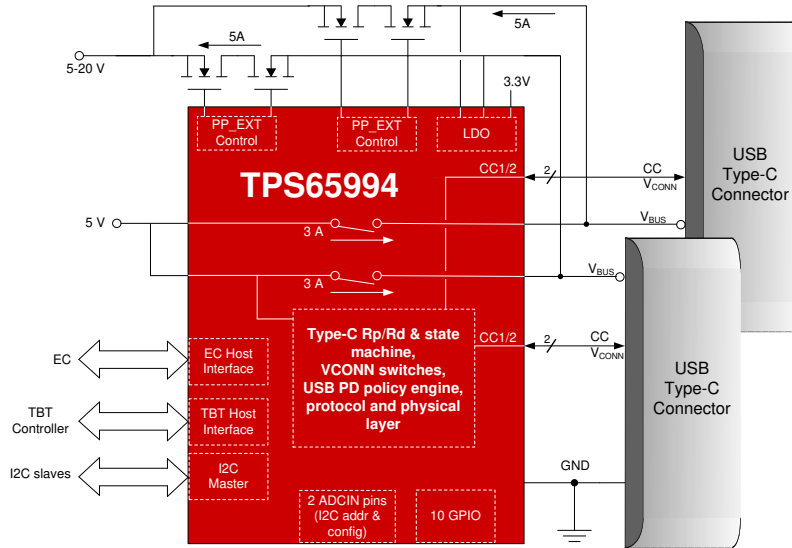 5A
5A
5-20 V
3.3V
PP_EXT
Control
PP_EXT
Control
LDO
TPS65994
CC1/2
2
CC
VCONN
USB
Type-C
Connector
5 V
3 A
VBUS
3 A
VBUS
Type-C Rp/Rd & state
machine,
VCONN switches,
USB PD policy engine,
protocol and physical
layer
CC1/2
2
CC
VCONN
USB
Type-C
Connector
EC
EC Host
Interface
TBT
Controller
TBT Host
Interface
I2C slaves
I2C
Master
GND
2 ADCIN pins
(I2C addr &
config)
10 GPIO